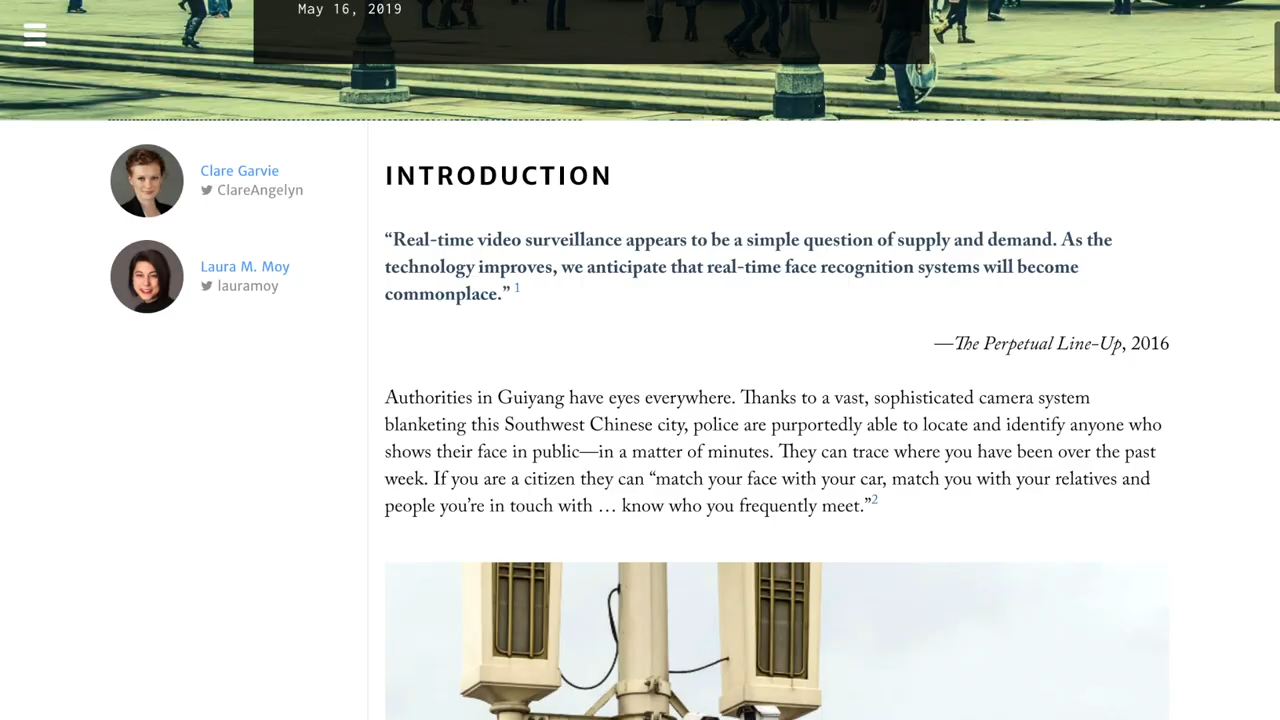 May 16, 2019
Clare Garvie
ClareAngelyn
Laura M. Moy
lauramoy
INTRODUCTION
“Real-time video surveillance appears to be a simple question of supply and demand. As the
technology improves, we anticipate that real-time face recognition systems will become
commonplace.” 1
—The Perpetual Line-Up, 2016
Authorities in Guiyang have eyes everywhere. Thanks to a vast, sophisticated camera system
blanketing this Southwest Chinese city, police are purportedly able to locate and identify anyone who
shows their face in public—in a matter of minutes. They can trace where you have been over the past
week. If you are a citizen they can “match your face with your car, match you with your relatives and
people you’re in touch with … know who you frequently meet.”2